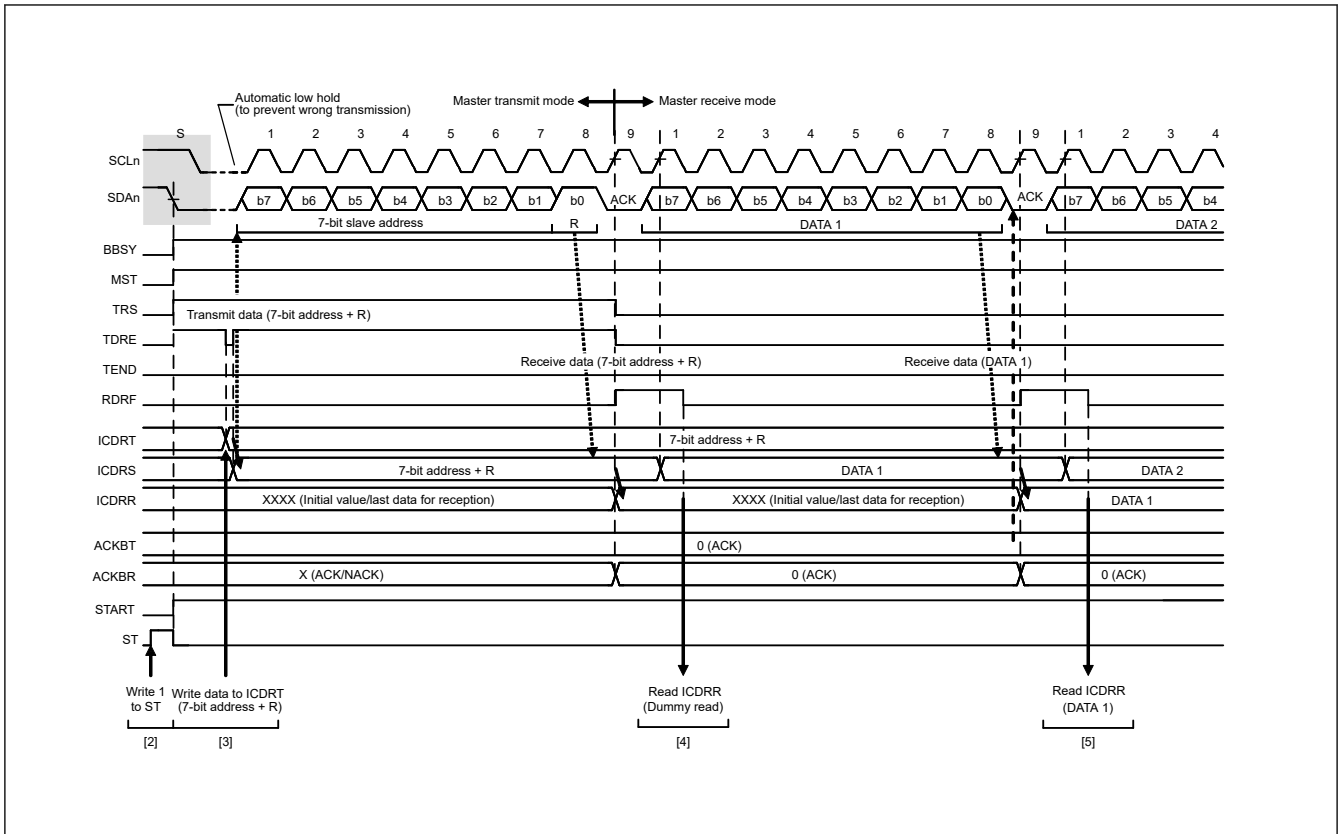 Automatic low hold
(to prevent wrong transmission)
Master transmit mode
Master receive mode
S 1 2 3 4 5 6 7 8 9 1 2 3 4 5 6 7 8 9 1 2 3 4
SCLn
SDAn b7 b6 b5 b4 b3 b2 b1 b0 ACK b7 b6 b5 b4 b3 b2 b1 b0 ACK b7 b6 b5 b4
7-bit slave address R DATA 1 DATA 2
BBSY
MST
TRS
Transmit data (7-bit address + R)
TDRE
Receive data (7-bit address + R) Receive data (DATA 1)
TEND
RDRF
ICDRT 7-bit address + R
ICDRS 7-bit address + R DATA 1 DATA 2
ICDRR XXXX (Initial value/last data for reception) XXXX (Initial value/last data for reception) DATA 1
ACKBT 0 (ACK)
ACKBR X (ACK/NACK) 0 (ACK) 0 (ACK)
START
ST
Write 1
to ST
Write data to ICDRT
(7-bit address + R)
Read ICDRR
(Dummy read)
Read ICDRR
(DATA 1)
[2] [3] [4] [5]